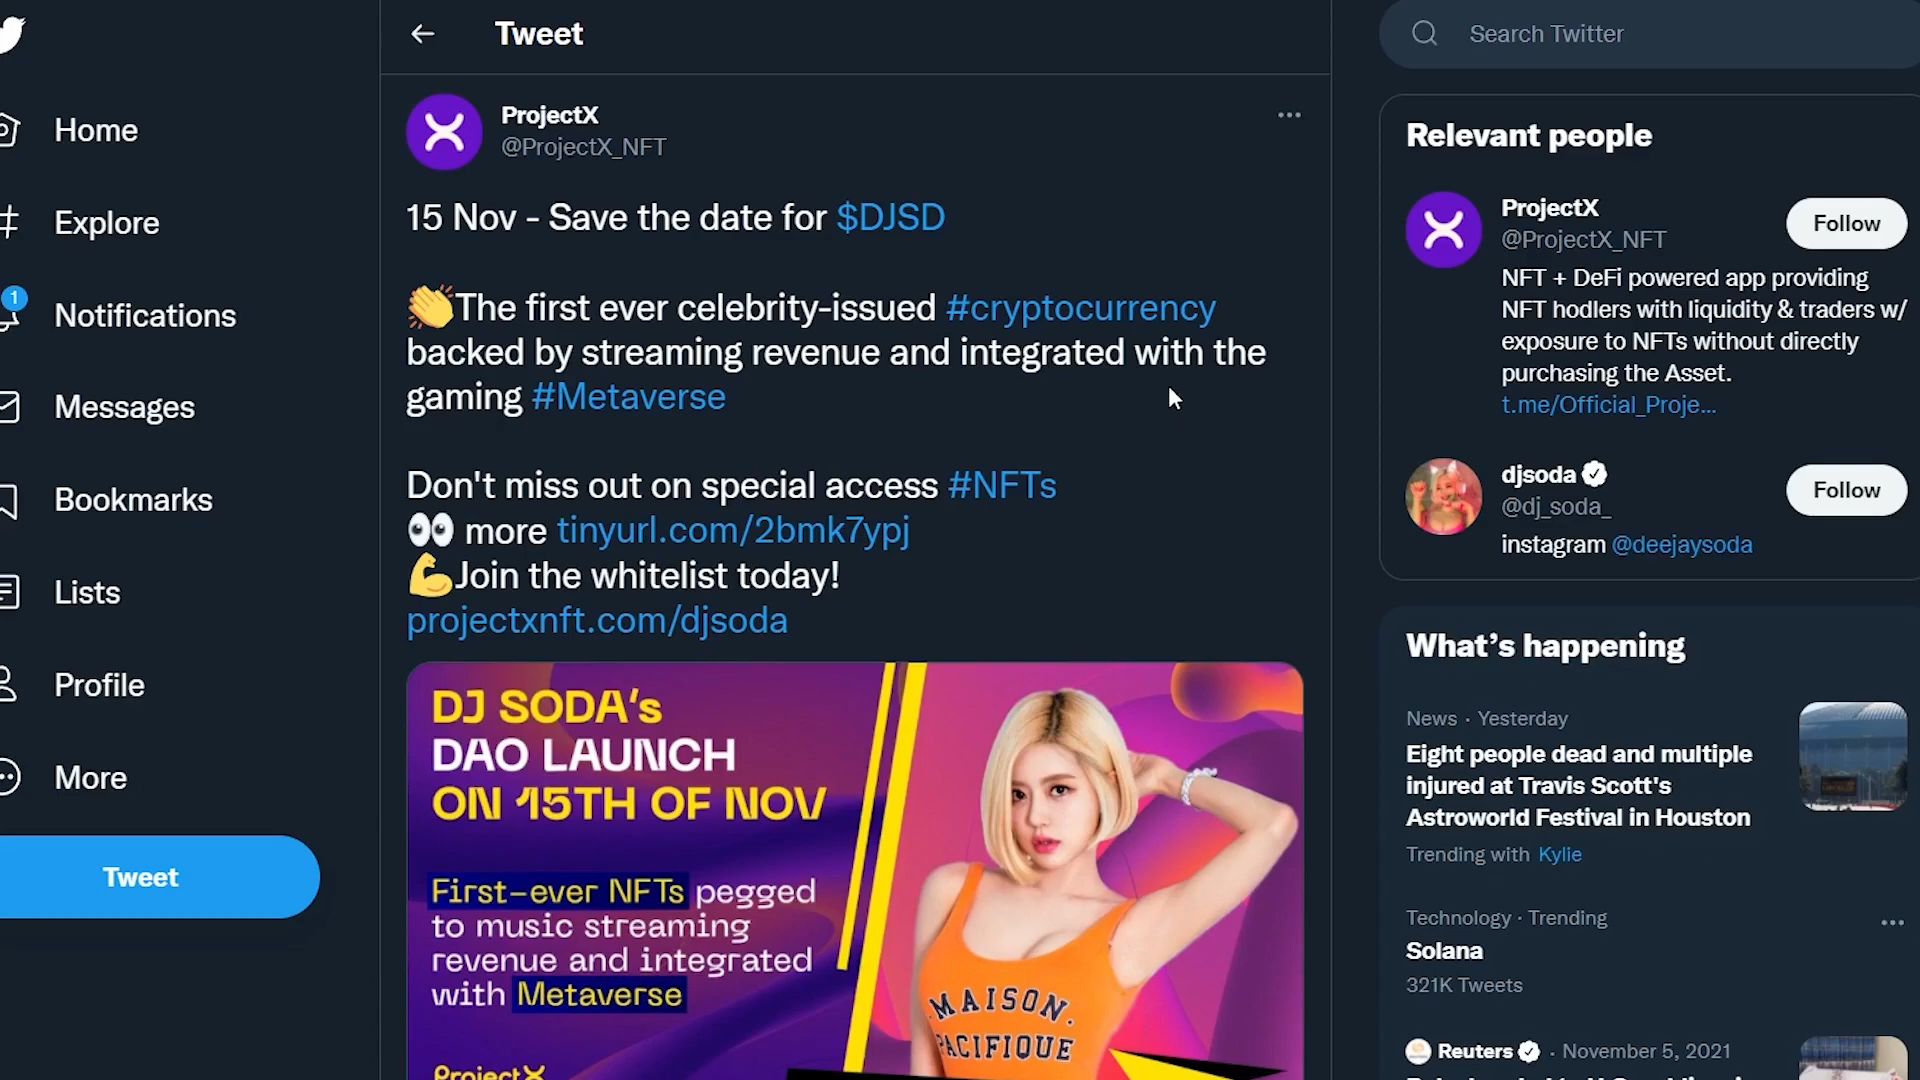 Home
Explore
1
Notifications
Messages
Bookmarks
Lists
Profile
More
Tweet
Tweet
ProjectX
@ProjectX_NFT
15 Nov - Save the date for $DJSD
👏The first ever celebrity-issued #cryptocurrency
backed by streaming revenue and integrated with the
gaming #Metaverse
Don't miss out on special access #NFTs
👀 more tinyurl.com/2bmk7ypj
💪Join the whitelist today!
projectxnft.com/djsoda
DJ SODA's
DAO LAUNCH
ON 15TH OF NOV
First-ever NFTs pegged
to music streaming
revenue and integrated
with Metaverse
ProjectX
MAISON.
PACIFIQUE
Search Twitter
Relevant people
ProjectX
@ProjectX_NFT
Follow
NFT + DeFi powered app providing
NFT hodlers with liquidity & traders w/
exposure to NFTs without directly
purchasing the Asset.
t.me/Official_Proje...
djsoda
@dj_soda_
Follow
instagram @deejaysoda
What's happening
News · Yesterday
Eight people dead and multiple
injured at Travis Scott's
Astroworld Festival in Houston
Trending with Kylie
Technology · Trending
Solana
321K Tweets
Reuters · November 5, 2021